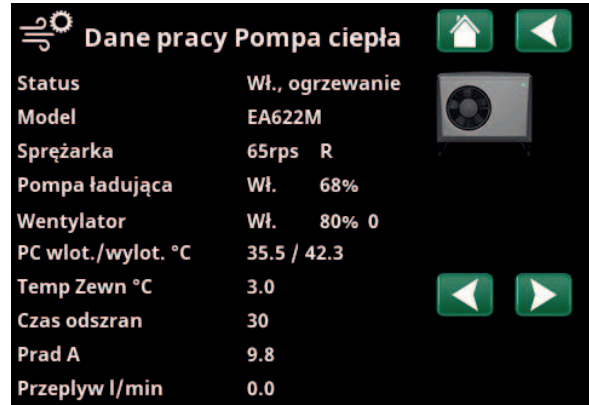 Dane pracy Pompa ciepła
Status Wł., ogrzewanie
Model EA622M
Sprężarka 65rps R
Pompa ładująca Wł. 68%
Wentylator Wł. 80% 0
PC wlot./wylot. °C 35.5 / 42.3
Temp Zewn °C 3.0
Czas odszran 30
Prad A 9.8
Przeplyw l/min 0.0